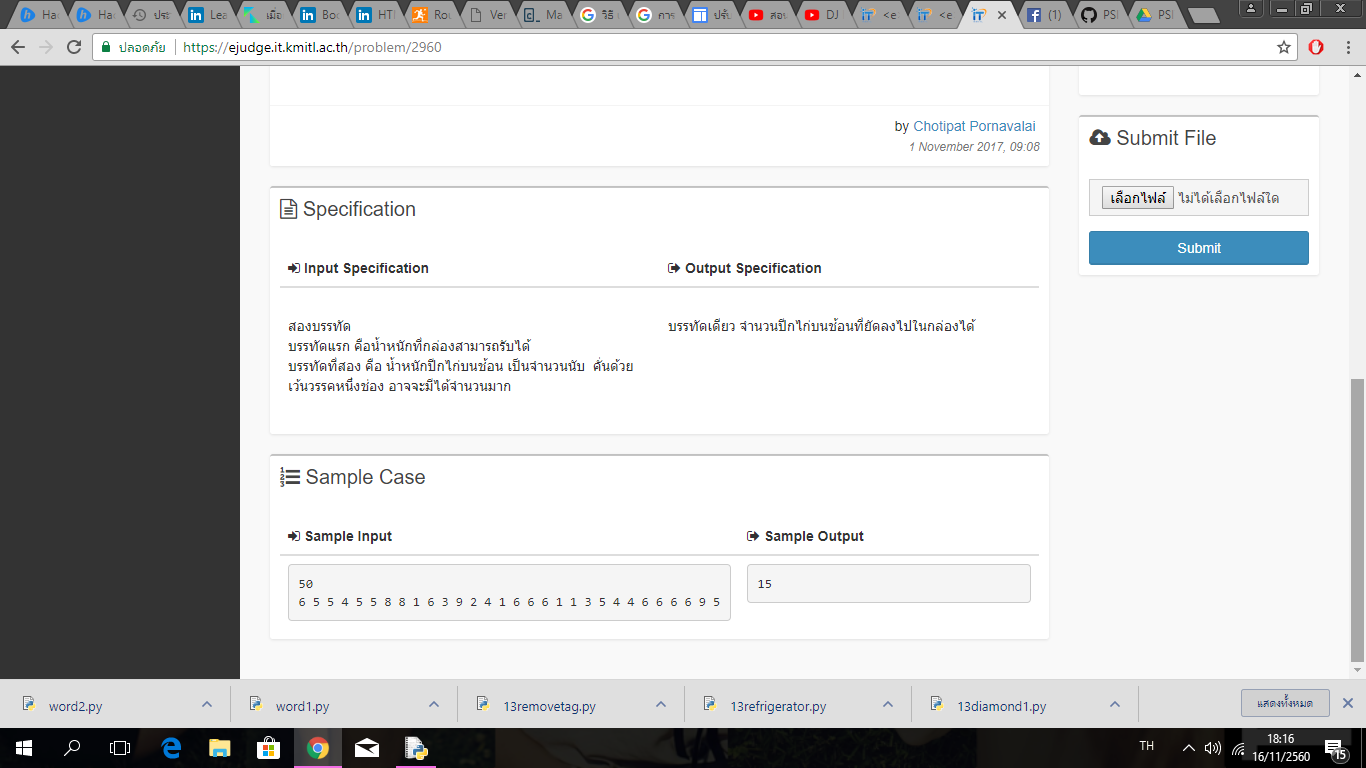 Ha
Ha
ประ
Lea
เมื่อ
Boo
HTI
Rou
Ver
Ma
วิธี
การ
ปรับ
สอน
DJ
<e
<e
(1)
PSI
PSI
ปลอดภัย
https://ejudge.it.kmitl.ac.th/problem/2960
by Chotipat Pornavalai
1 November 2017, 09:08
Submit File
เลือกไฟล์ ไม่ได้เลือกไฟล์ใด
Submit
Specification
Input Specification
Output Specification
สองบรรทัด
บรรทัดแรก คือน้ำหนักที่กล่องสามารถรับได้
บรรทัดที่สอง คือ น้ำหนักปีกไก่บนช้อน เป็นจำนวนนับ คั่นด้วย
เว้นวรรคหนึ่งช่อง อาจจะมีได้จำนวนมาก
บรรทัดเดียว จำนวนปีกไก่บนช้อนที่ยัดลงไปในกล่องได้
Sample Case
Sample Input
Sample Output
50
6 5 5 4 5 5 8 8 1 6 3 9 2 4 1 6 6 6 1 1 3 5 4 4 6 6 6 6 9 5
15
word2.py
word1.py
13removetag.py
13refrigerator.py
13diamond1.py
แสดงทั้งหมด
TH
18:16
16/11/2560
15